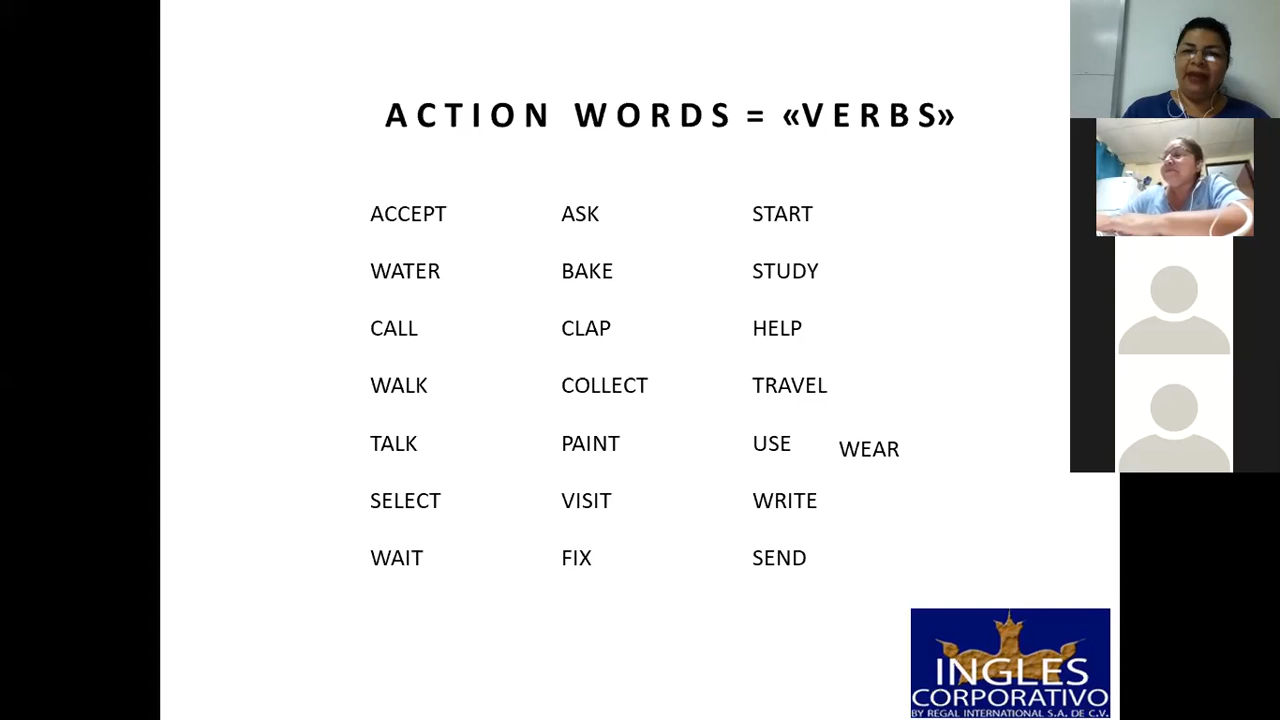 ACTION WORDS = «VERBS»
ACCEPT ASK START
WATER BAKE STUDY
CALL CLAP HELP
WALK COLLECT TRAVEL
TALK PAINT USE WEAR
SELECT VISIT WRITE
WAIT FIX SEND
INGLES
CORPORATIVO
BY REGAL INTERNATIONAL S.A. DE C.V.